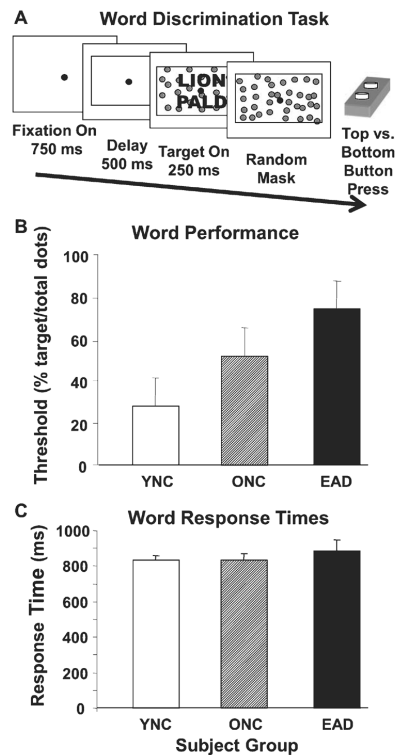 A Word Discrimination Task
LION
PALD
Fixation On
750 ms
Delay
500 ms
Target On
250 ms
Random
Mask
Top vs.
Bottom
Button
Press
B Word Performance
Threshold (% target/total dots)
100
80
60
40
20
0
YNC ONC EAD
C Word Response Times
Response Time (ms)
1000
800
600
400
200
0
YNC ONC EAD
Subject Group